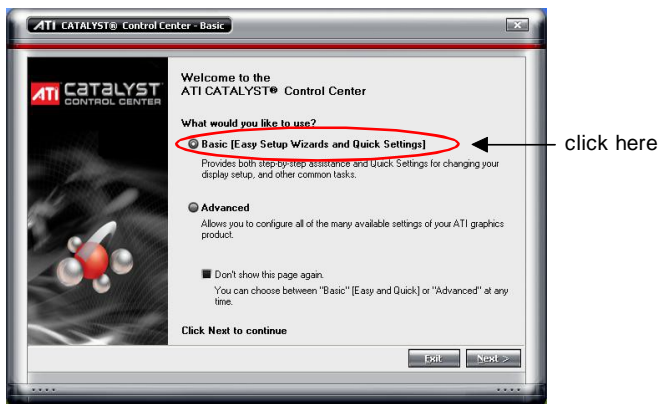 ATI CATALYST® Control Center - Basic
ATI CATALYST
CONTROL CENTER
Welcome to the
ATI CATALYST® Control Center
What would you like to use?
Basic [Easy Setup Wizards and Quick Settings]
click here
Provides both step-by-step assistance and Quick Settings for changing your
display setup, and other common tasks.
Advanced
Allows you to configure all of the many available settings of your ATI graphics
product.
Don't show this page again.
You can choose between "Basic" [Easy and Quick] or "Advanced" at any
time.
Click Next to continue
Exit
Next >